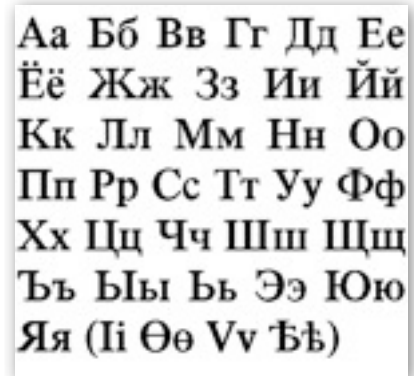 Аа Бб Вв Гг Дд Ее
Ёё Жж Зз Ии Йй
Кк Лл Мм Нн Оо
Пп Рр Сс Тт Уу Фф
Хх Цц Чч Шш Щщ
Ъъ Ыы Ьь Ээ Юю
Яя (Іі Ѳѳ Ѵѵ Ѣѣ)